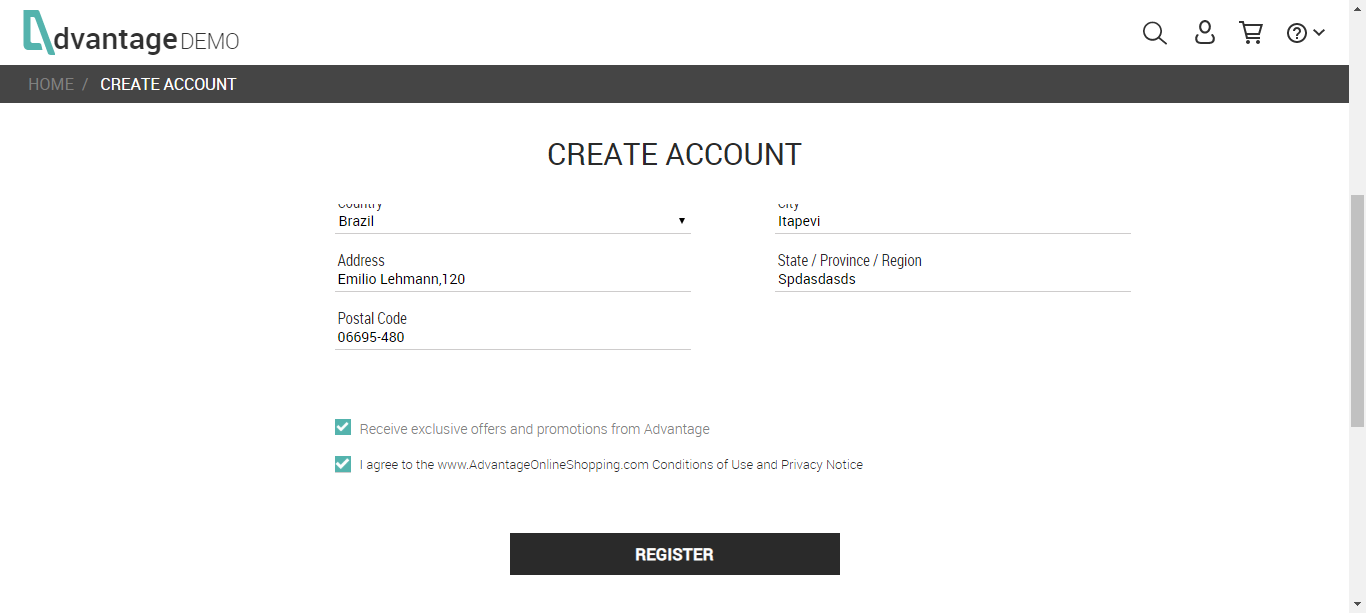 dvantage DEMO
HOME / CREATE ACCOUNT
CREATE ACCOUNT
Country City
Brazil Itapevi
Address State / Province / Region
Emilio Lehmann,120 Spdasdasds
Postal Code
06695-480
Receive exclusive offers and promotions from Advantage
I agree to the www.AdvantageOnlineShopping.com Conditions of Use and Privacy Notice
REGISTER